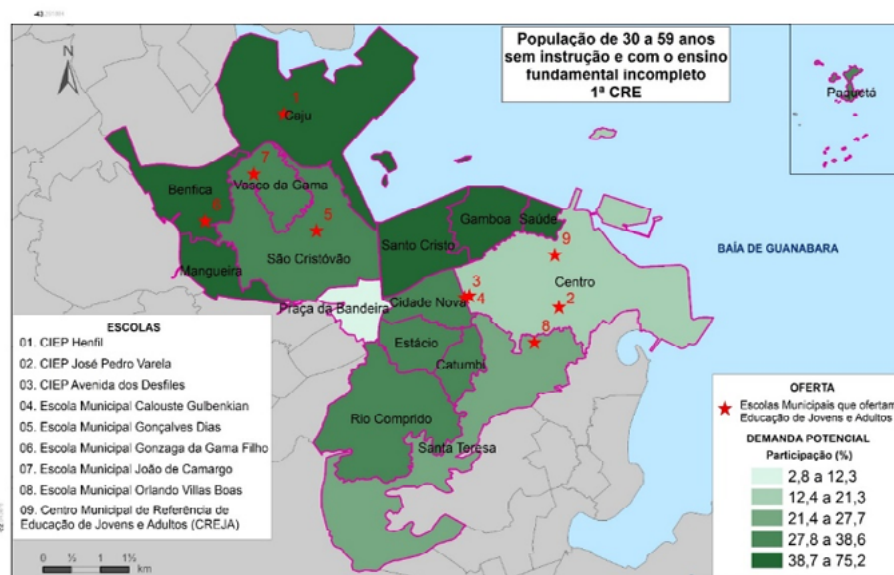 População de 30 a 59 anos
sem instrução e com o ensino
fundamental incompleto
1ª CRE
N
Paquetá
1
Caju
7
Vasco da Gama
Benfica
6
5
São Cristóvão
Mangueira
Santo Cristo
Gamboa
Saúde
9
BAÍA DE GUANABARA
Centro
3
4
2
Cidade Nova
Praça da Bandeira
8
Estácio
Catumbi
Rio Comprido
Santa Teresa
ESCOLAS
01. CIEP Henfil
02. CIEP José Pedro Varela
03. CIEP Avenida dos Desfiles
04. Escola Municipal Calouste Gulbenkian
05. Escola Municipal Gonçalves Dias
06. Escola Municipal Gonzaga da Gama Filho
07. Escola Municipal João de Camargo
08. Escola Municipal Orlando Villas Boas
09. Centro Municipal de Referência de
Educação de Jovens e Adultos (CREJA)
0 ½ 1 1½
km
OFERTA
Escolas Municipais que ofertam
Educação de Jovens e Adultos
DEMANDA POTENCIAL
Participação (%)
2,8 a 12,3
12,4 a 21,3
21,4 a 27,7
27,8 a 38,6
38,7 a 75,2